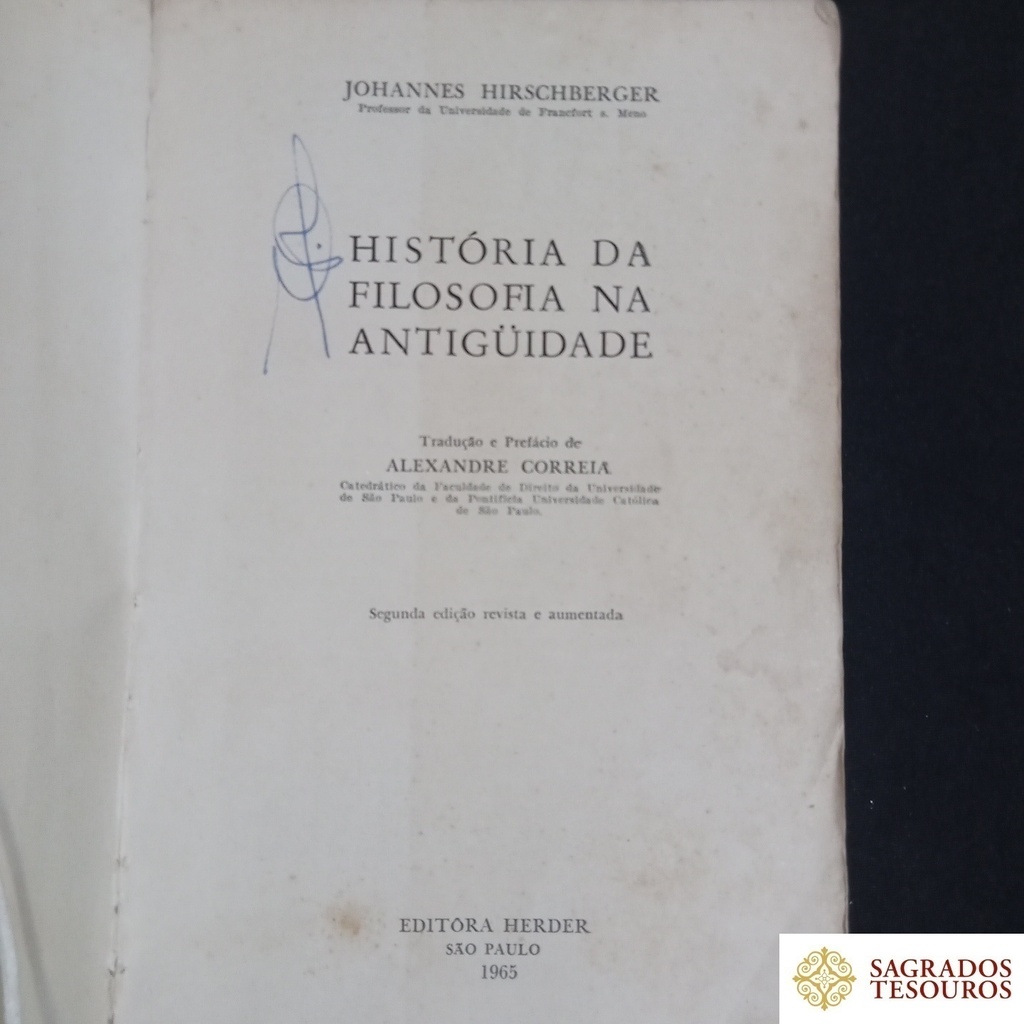 JOHANNES HIRSCHBERGER
Professor da Universidade de Francfort s. Meno
HISTÓRIA DA
FILOSOFIA NA
ANTIGÜIDADE
Tradução e Prefácio de
ALEXANDRE CORREIA
Catedrático da Faculdade de Direito da Universidade
de São Paulo e da Pontifícia Universidade Católica
de São Paulo.
Segunda edição revista e aumentada
EDITÔRA HERDER
SÃO PAULO
1965
SAGRADOS
TESOUROS